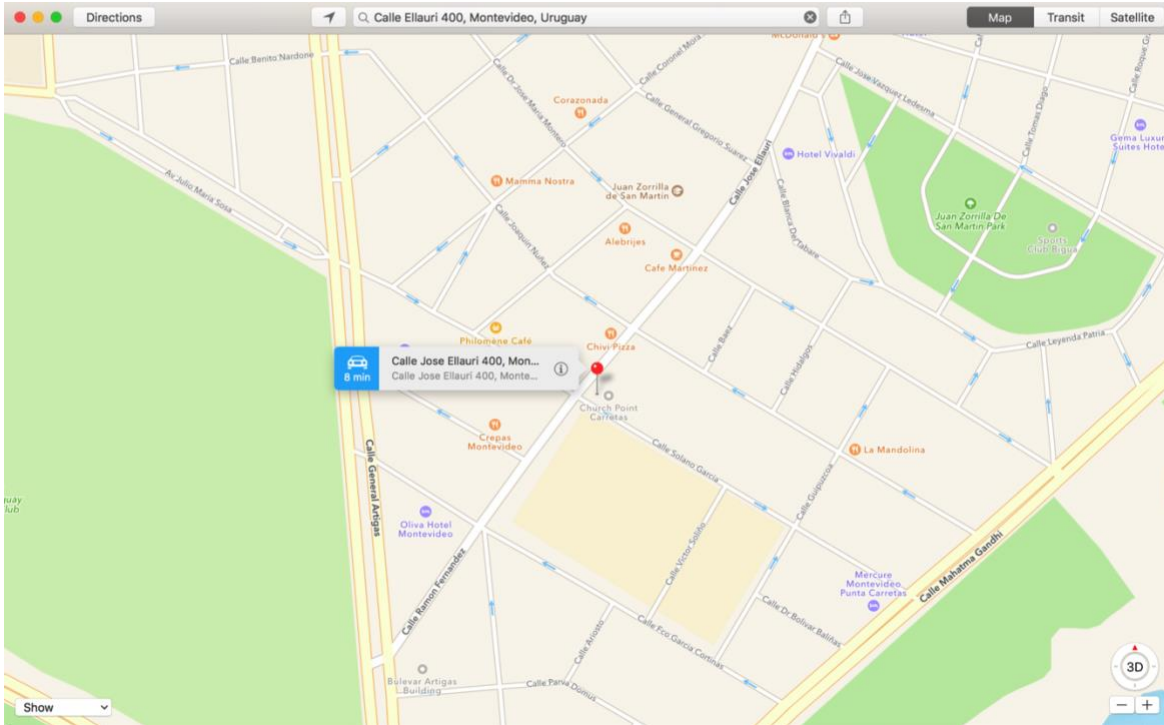 Directions
Calle Ellauri 400, Montevideo, Uruguay
Map
Transit
Satellite
McDonald's
Calle Benito Nardone
Calle Coronel Mora
Calle Dr Jose Maria Montero
Corazonada
Calle General Gregorio Suarez
Calle Jose Ellauri
Calle Jose Vazquez Ledesma
Calle Tomas Diago
Calle Roque Gr
Gema Luxur
Suites Hote
Hotel Vivaldi
Av Julio Maria Sosa
Mamma Nostra
Juan Zorrilla
de San Martin
Calle Blanca Del Tabare
Juan Zorrilla De
San Martin Park
Sports
Club Bigua
Calle Joaquin Nuñez
Alebrijes
Cafe Martinez
Philomène Café
Chivi Pizza
Calle Baez
Calle Hidalgos
Calle Leyenda Patria
8 min
Calle Jose Ellauri 400, Mon...
Calle Jose Ellauri 400, Monte...
Church Point
Carretas
Crepas
Montevideo
Calle Solano Garcia
La Mandolina
Calle General Artigas
Calle Guipuzcoa
uay
lub
Oliva Hotel
Montevideo
Calle Victor Soliño
Calle Mahatma Gandhi
Mercure
Montevideo
Punta Carretas
Calle Ramon Fernandez
Calle Dr Bolivar Baliñas
Calle Ariosto
Calle Fco Garcia Cortinas
Bulevar Artigas
Building
Calle Parva Domus
3D
Show